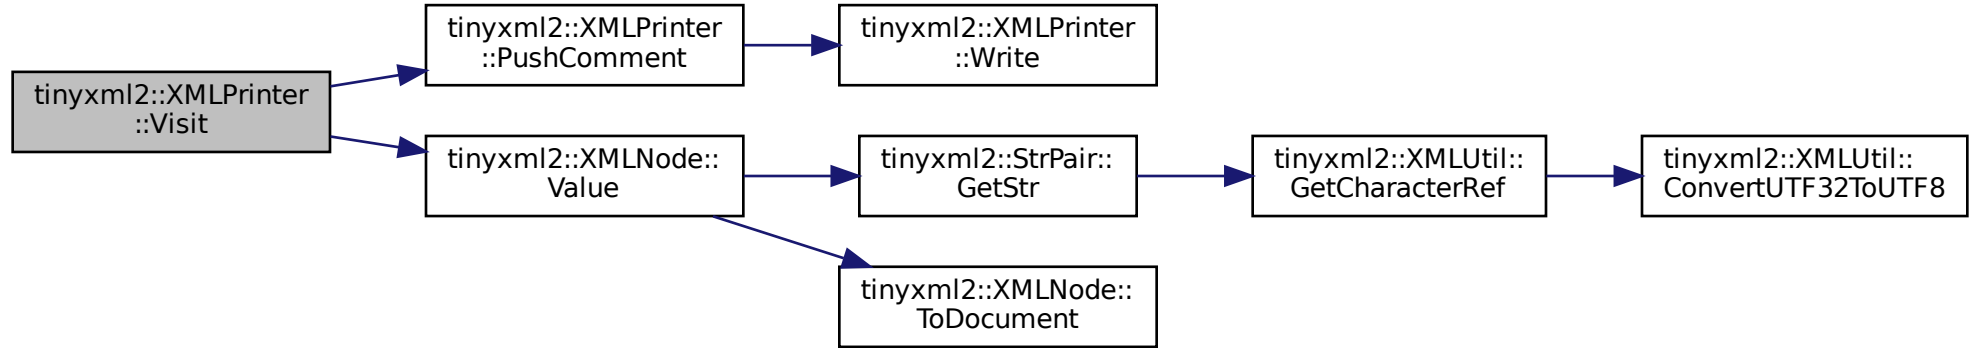 tinyxml2::XMLPrinter
::Visit
tinyxml2::XMLPrinter
::PushComment
tinyxml2::XMLPrinter
::Write
tinyxml2::XMLNode::
Value
tinyxml2::StrPair::
GetStr
tinyxml2::XMLUtil::
GetCharacterRef
tinyxml2::XMLUtil::
ConvertUTF32ToUTF8
tinyxml2::XMLNode::
ToDocument